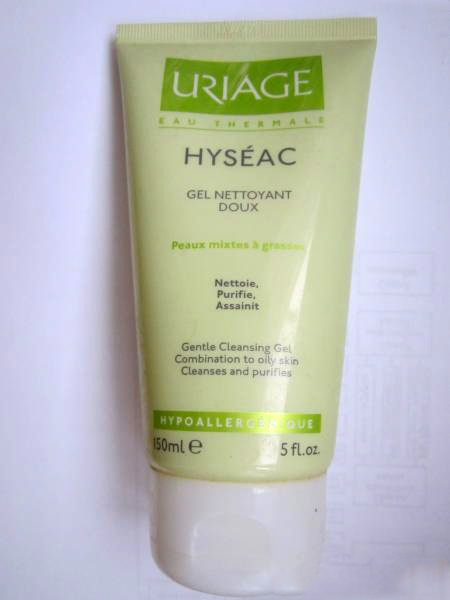 URIAGE
EAU THERMALE
HYSÉAC
GEL NETTOYANT
DOUX
Peaux mixtes à grasses
Nettoie,
Purifie,
Assainit
Gentle Cleansing Gel
Combination to oily skin
Cleanses and purifies
HYPOALLERGÉNIQUE
150ml e 5 fl.oz.